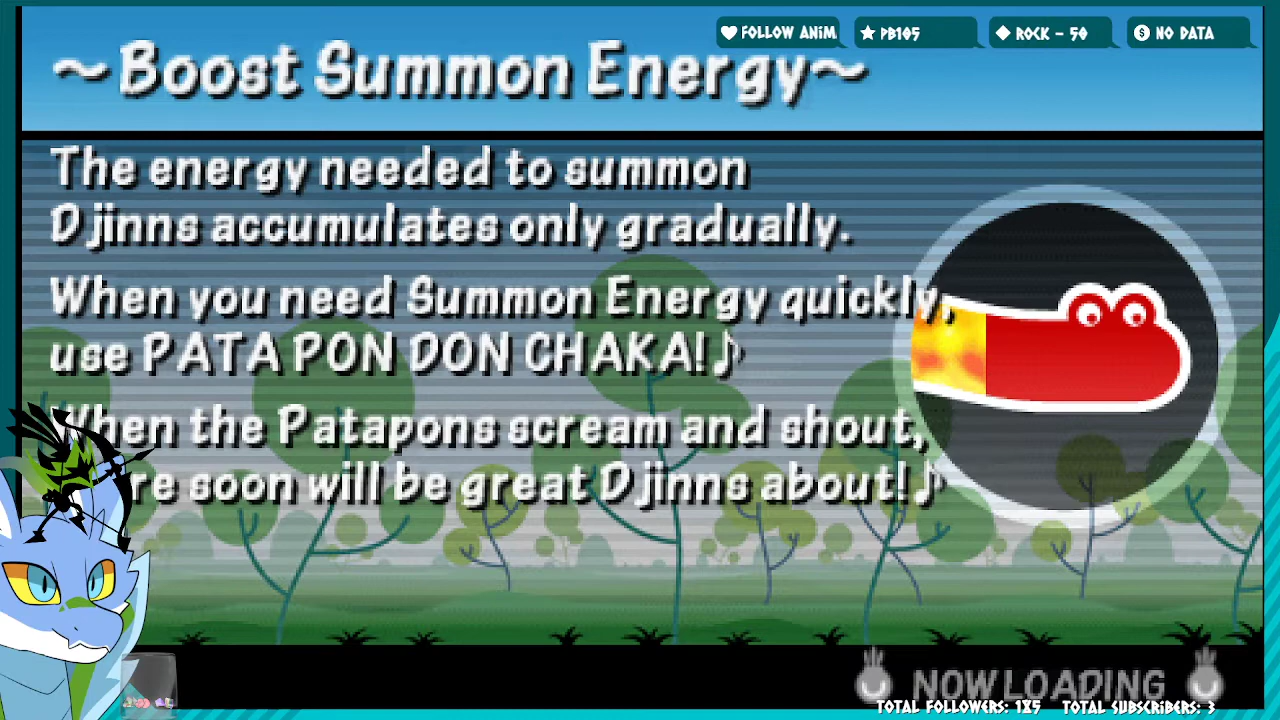 FOLLOW ANIM
PB105
ROCK - 50
NO DATA
~Boost Summon Energy~
The energy needed to summon
Djinns accumulates only gradually.
When you need Summon Energy quickly,
use PATA PON DON CHAKA!♪
When the Patapons scream and shout,
soon will be great Djinns about!♪
NOW LOADING
TOTAL FOLLOWERS: 185 TOTAL SUBSCRIBERS: 3